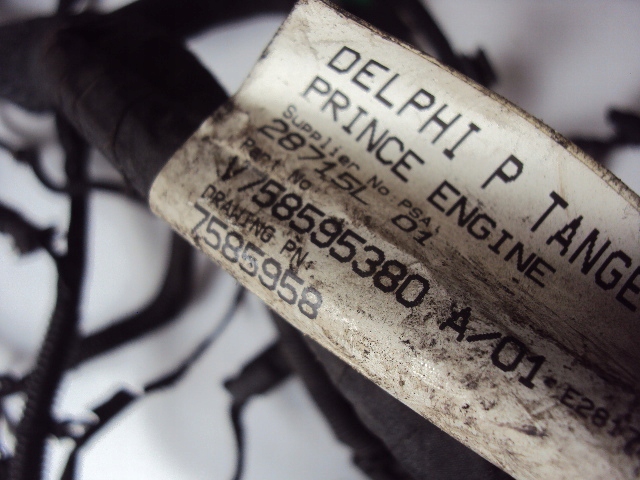 DELPHI P TANGE
PRINCE ENGINE
Supplier No PSA
28715L 01
Part No
V758595380 A/01
DRAWING PN.
7585958